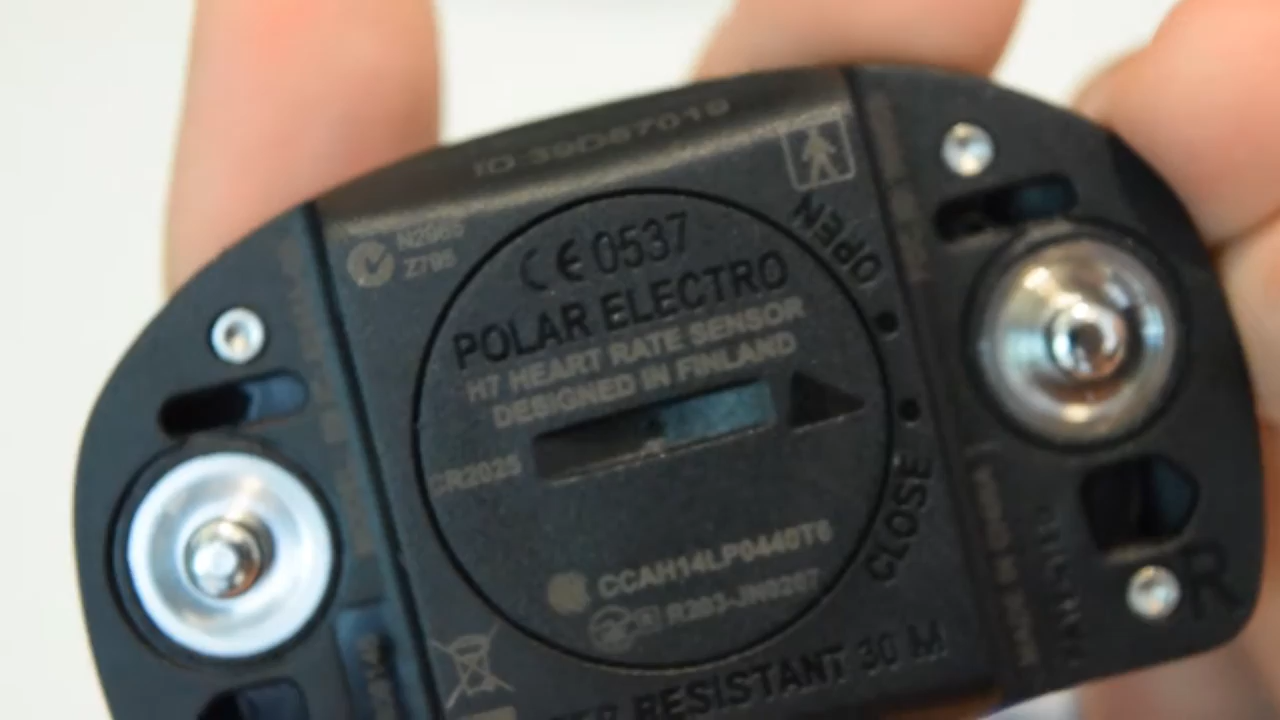 ID:39D87019
N2965
Z795
OPEN
CE 0537
POLAR ELECTRO
H7 HEART RATE SENSOR
DESIGNED IN FINLAND
CR2025
CLOSE
CCAH14LP0440T6
R203-JN0207
RESISTANT 30 M
R